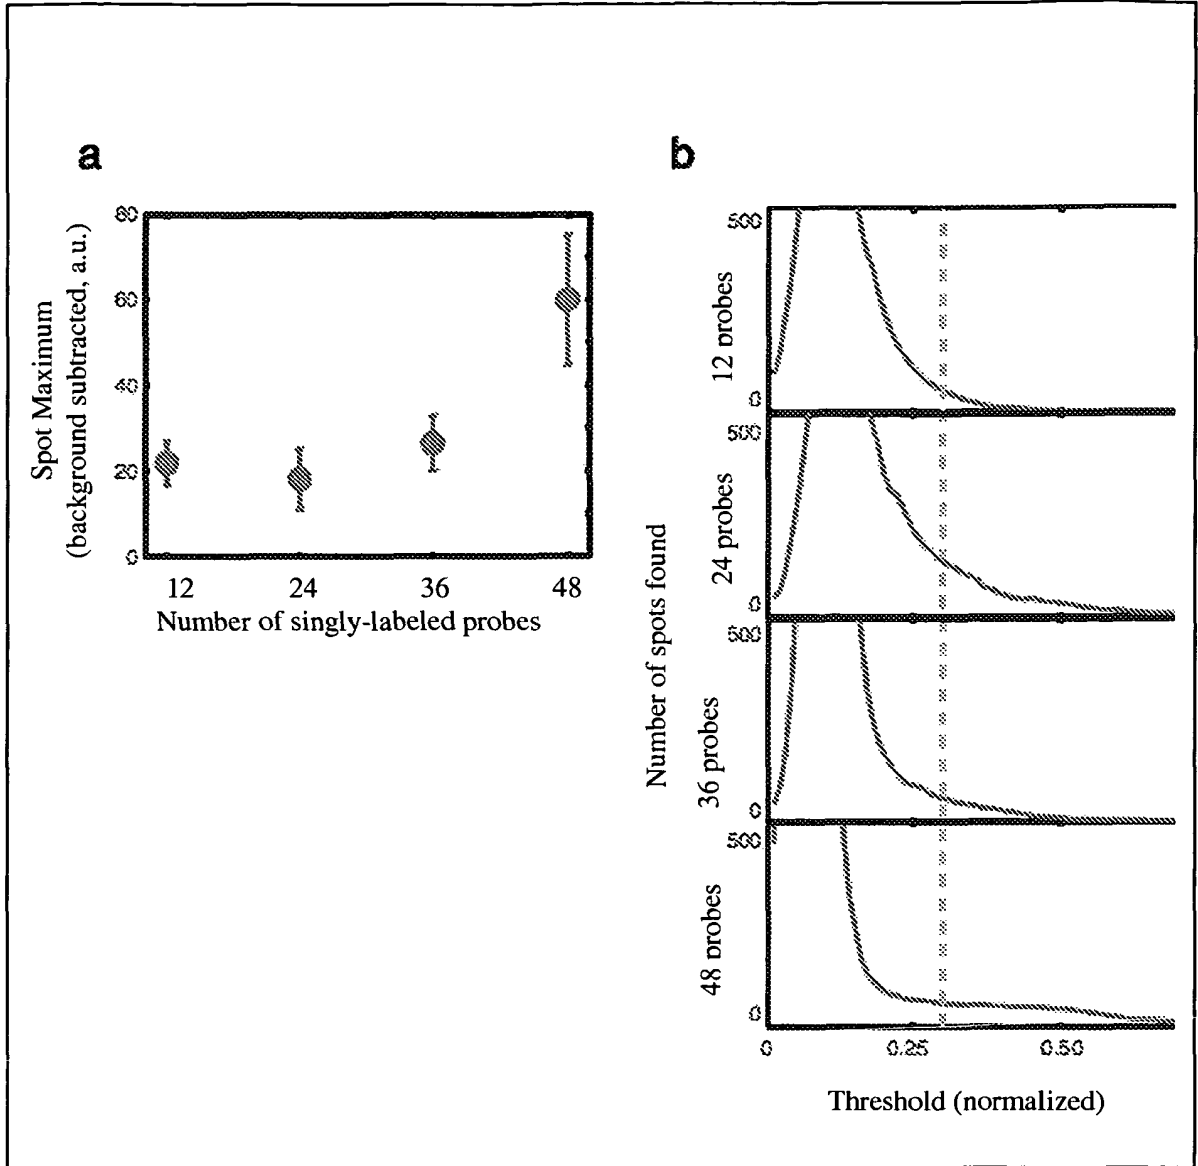 a
80
60
40
20
0
Spot Maximum
(background subtracted, a.u.)
12 24 36 48
Number of singly-labeled probes
b
Number of spots found
12 probes
500
0
24 probes
500
0
36 probes
500
0
48 probes
500
0
0 0.25 0.50
Threshold (normalized)